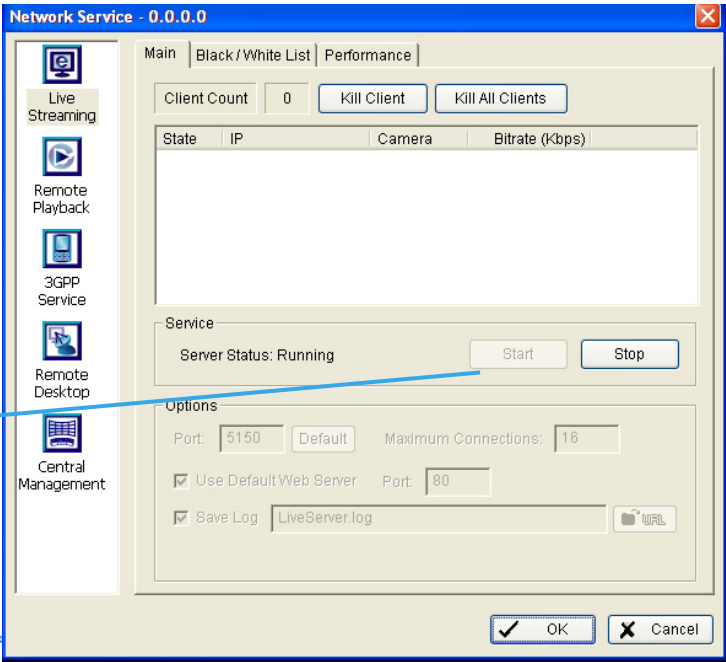 Network Service - 0.0.0.0
Live
Streaming
Remote
Playback
3GPP
Service
Remote
Desktop
Central
Management
Main Black / White List Performance
Client Count 0 Kill Client Kill All Clients
State IP Camera Bitrate (Kbps)
Service
Server Status: Running Start Stop
Options
Port: 5150 Default Maximum Connections: 16
Use Default Web Server Port: 80
Save Log LiveServer.log URL
OK Cancel